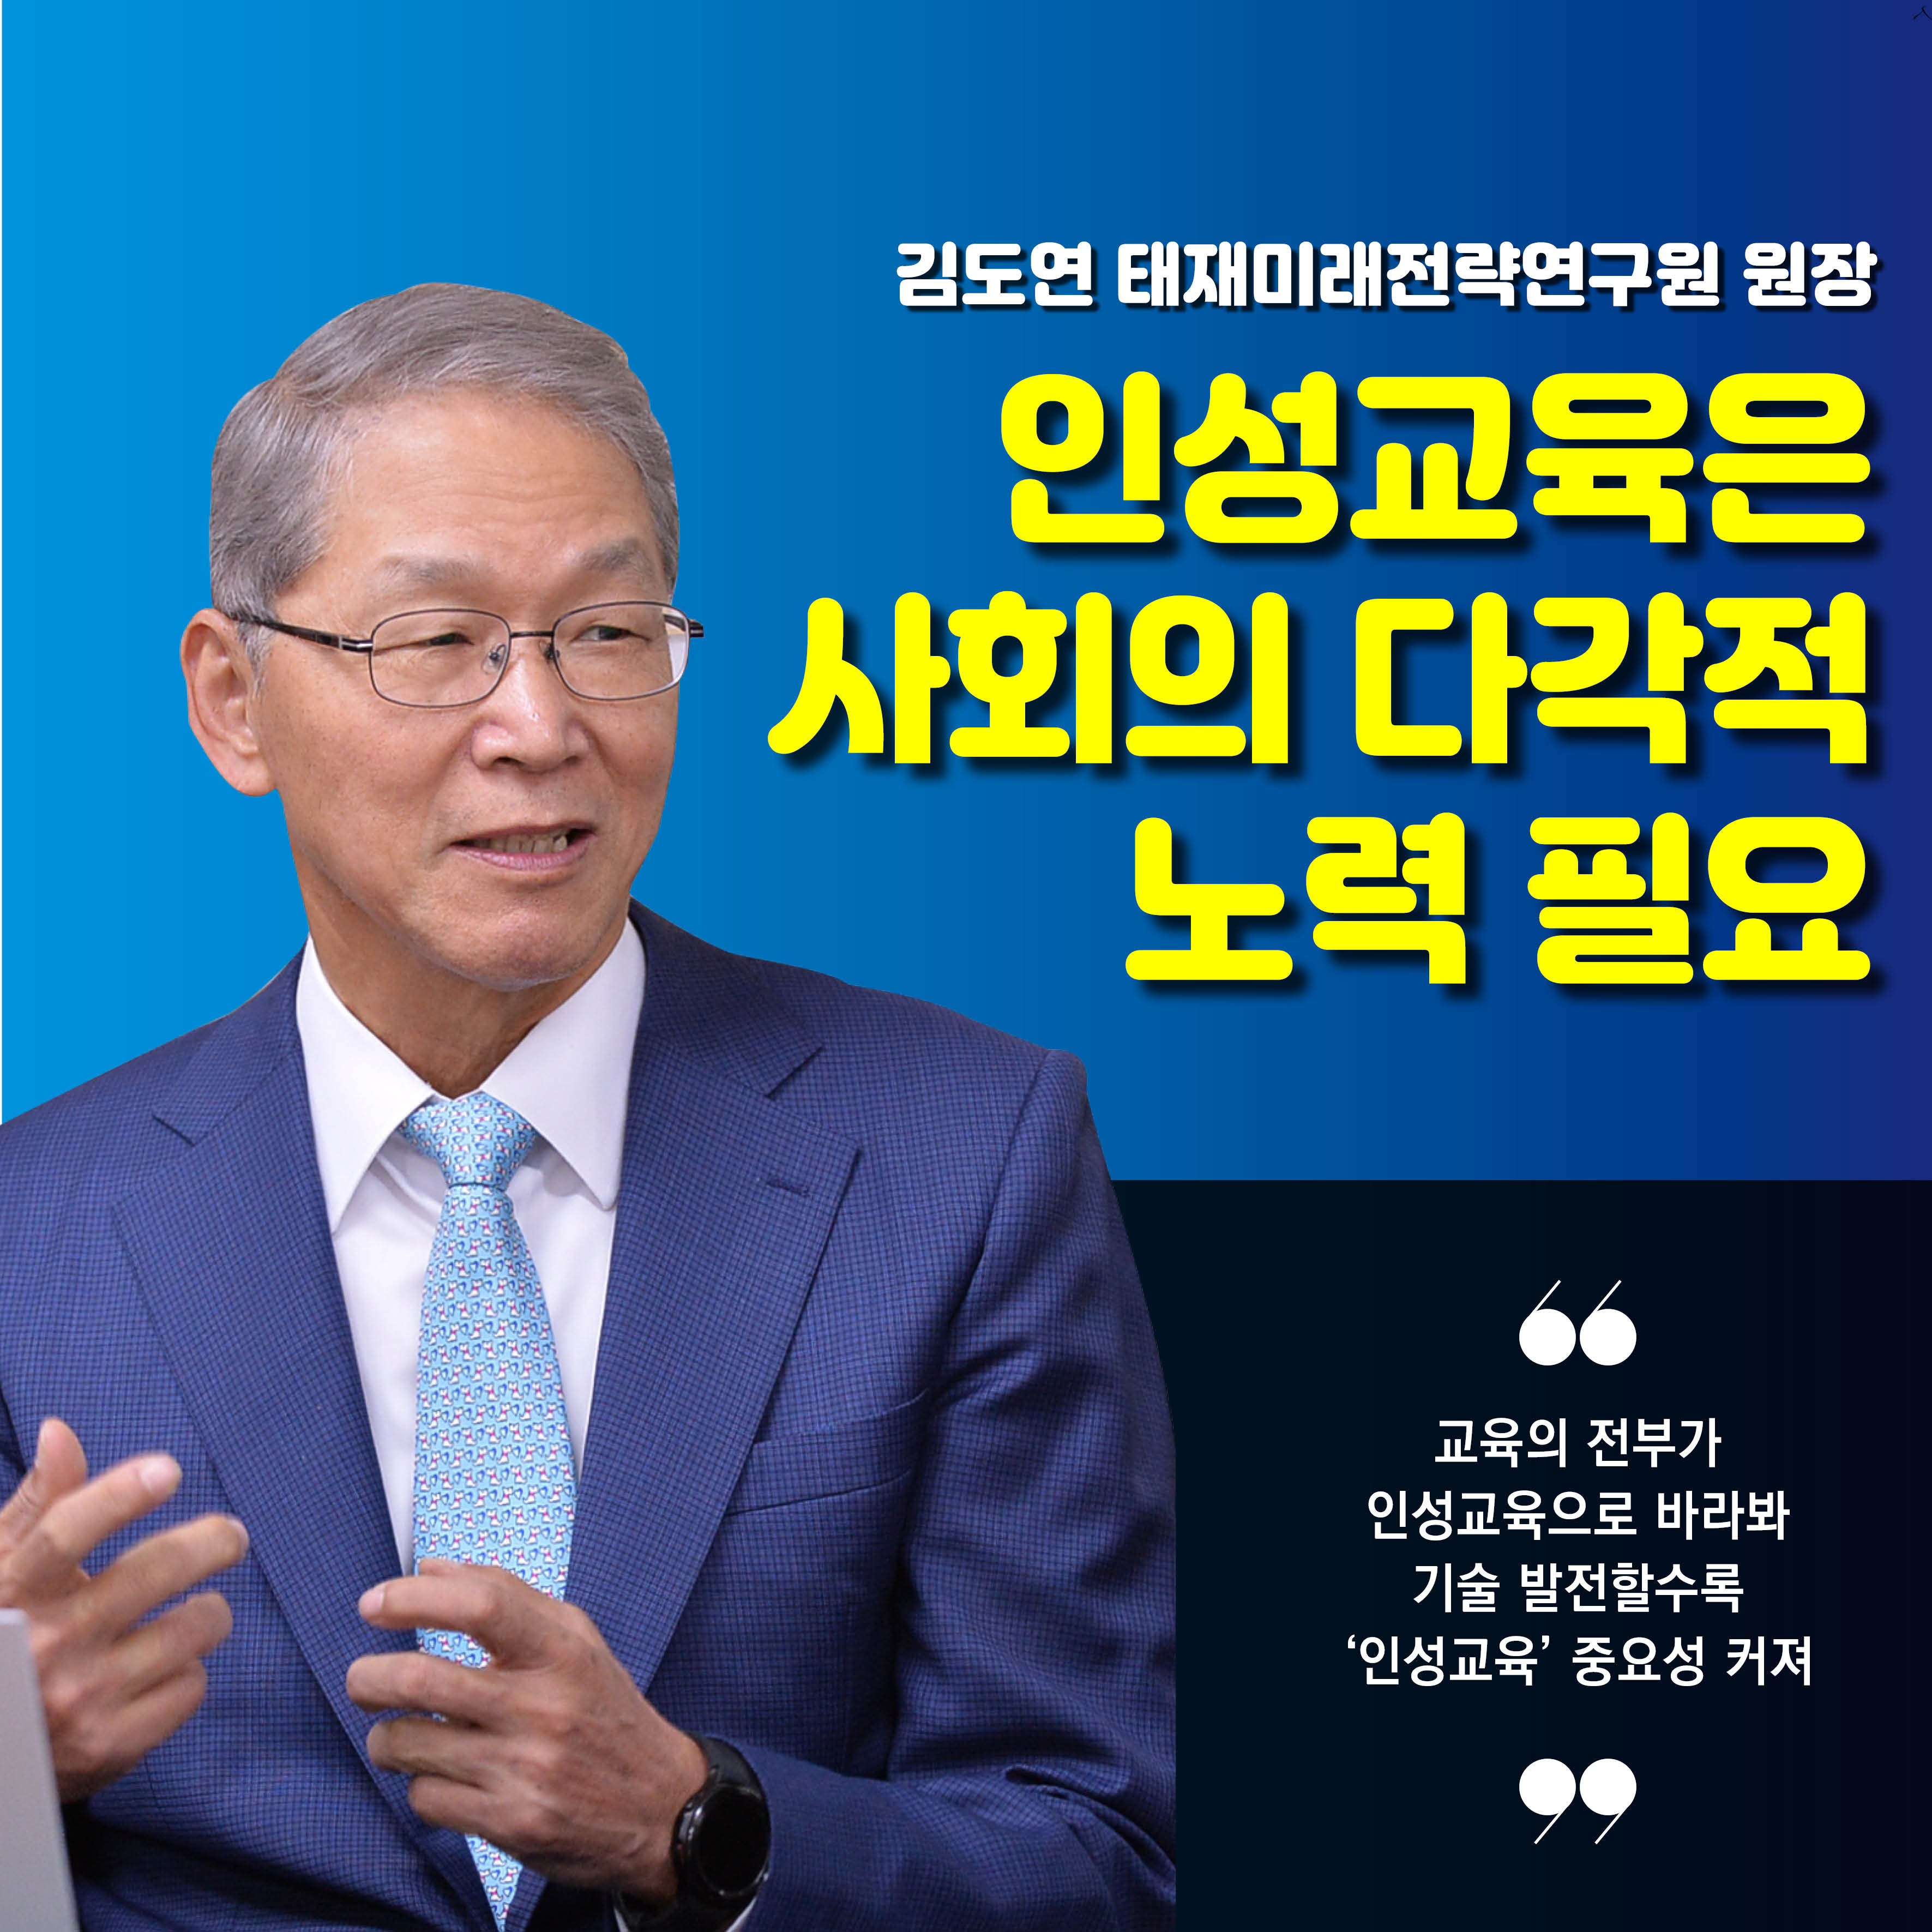 김도연 태재미래전략연구원 원장
인성교육은
사회의 다각적
노력 필요
“
교육의 전부가
인성교육으로 바라봐
기술 발전할수록
‘인성교육’ 중요성 커져
”